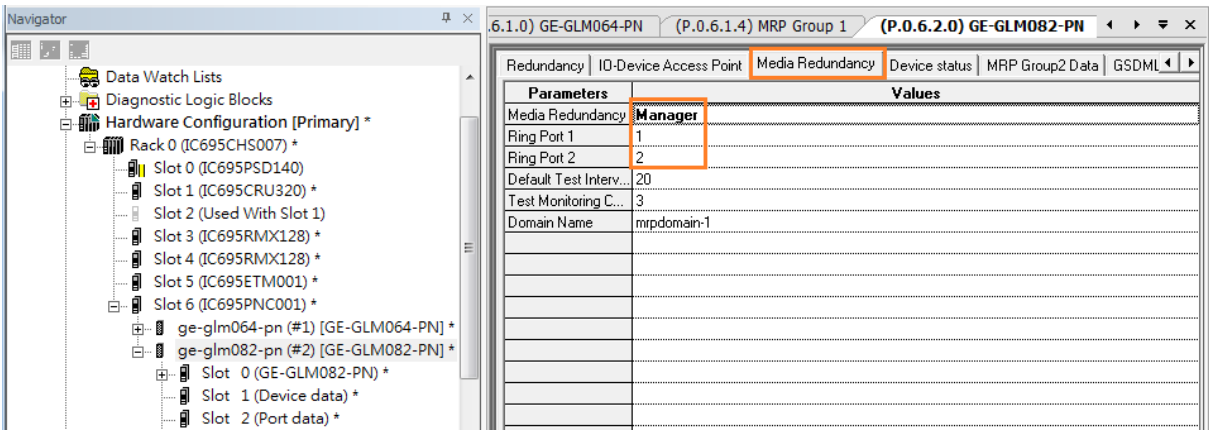 Navigator
Data Watch Lists
Diagnostic Logic Blocks
Hardware Configuration [Primary] *
Rack 0 (IC695CHS007) *
Slot 0 (IC695PSD140)
Slot 1 (IC695CRU320) *
Slot 2 (Used With Slot 1)
Slot 3 (IC695RMX128) *
Slot 4 (IC695RMX128) *
Slot 5 (IC695ETM001) *
Slot 6 (IC695PNC001) *
ge-glm064-pn (#1) [GE-GLM064-PN] *
ge-glm082-pn (#2) [GE-GLM082-PN] *
Slot 0 (GE-GLM082-PN) *
Slot 1 (Device data) *
Slot 2 (Port data) *
.6.1.0) GE-GLM064-PN (P.0.6.1.4) MRP Group 1 (P.0.6.2.0) GE-GLM082-PN
Redundancy IO-Device Access Point Media Redundancy Device status MRP Group2 Data GSDML
Parameters Values
Media Redundancy Manager
Ring Port 1 1
Ring Port 2 2
Default Test Interv... 20
Test Monitoring C... 3
Domain Name mrpdomain-1